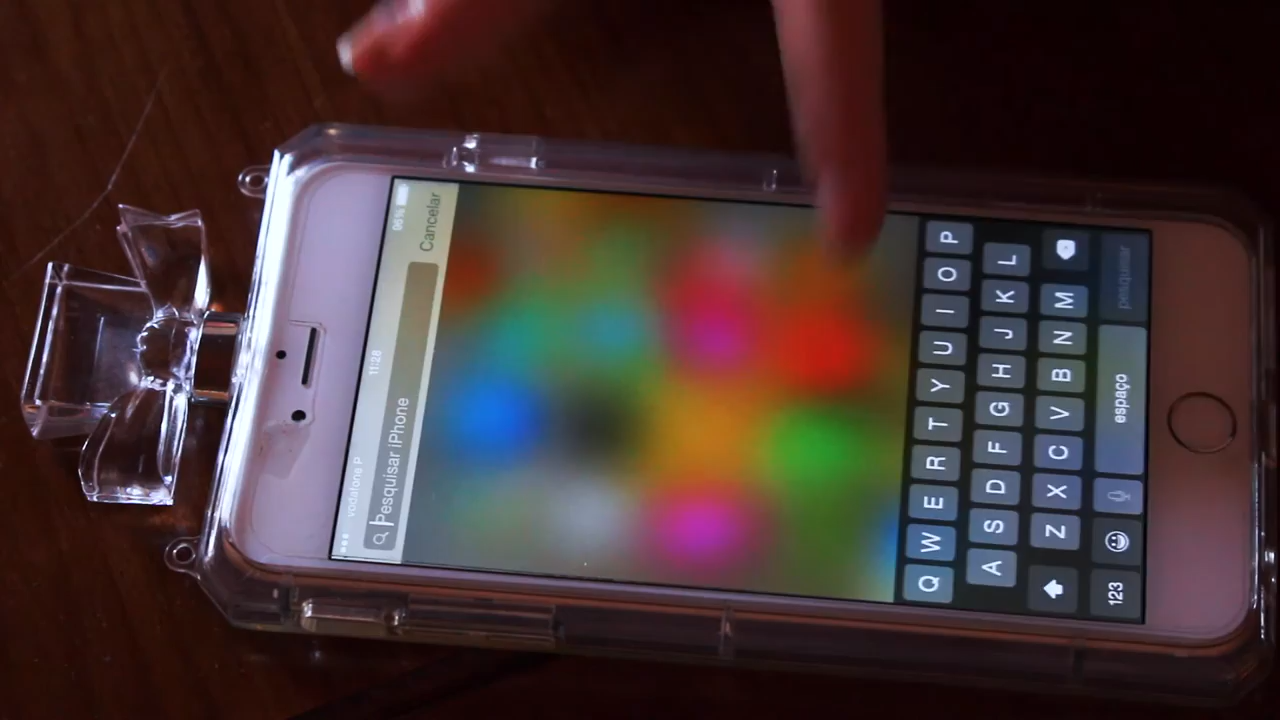 vodafone P 11:28 96%
Pesquisar iPhone Cancelar
Q W E R T Y U I O P
A S D F G H J K L
Z X C V B N M
123 espaço pesquisar